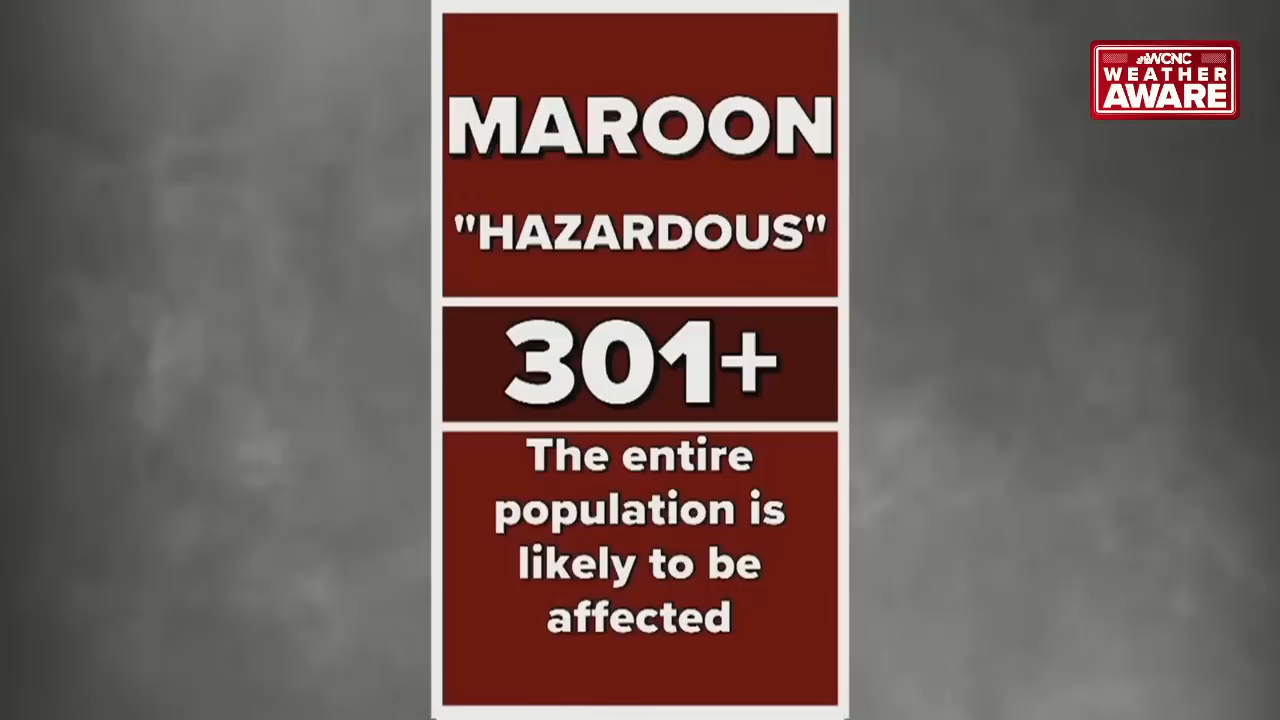 MAROON
"HAZARDOUS"
301+
The entire
population is
likely to be
affected
WCNC
WEATHER
AWARE